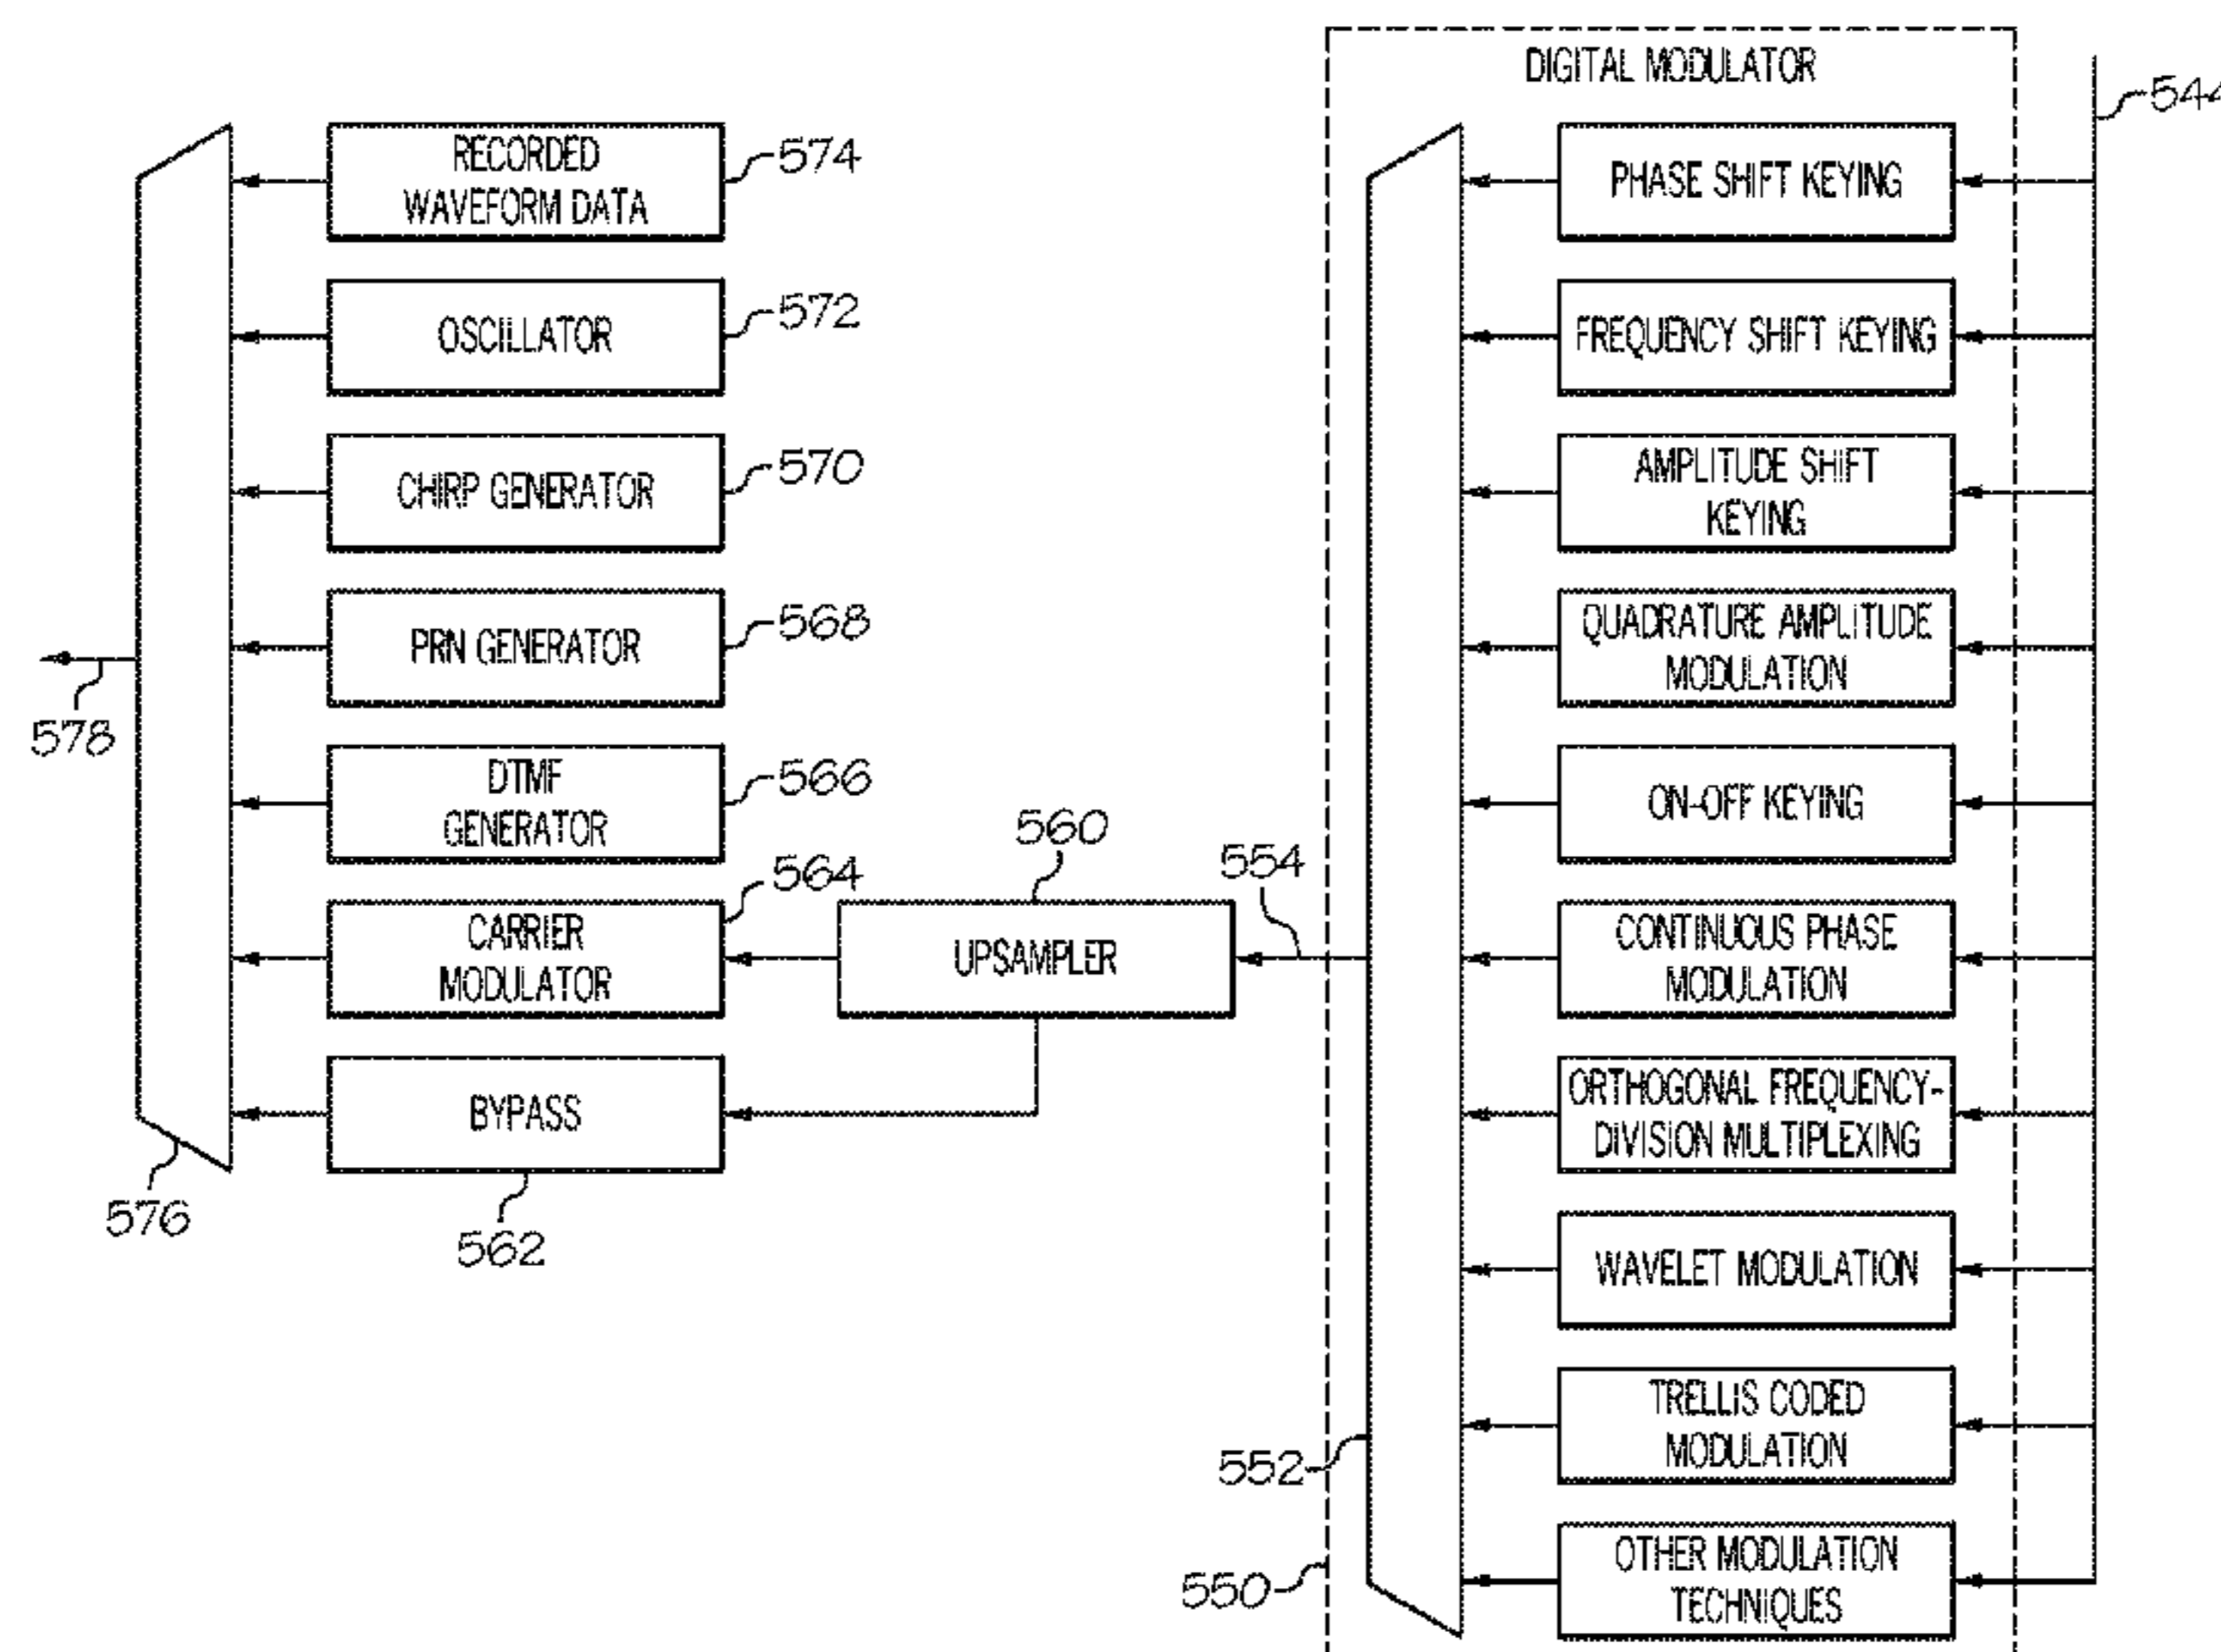 DIGITAL MODULATOR
544
RECORDED
WAVEFORM DATA
574
PHASE SHIFT KEYING
OSCILLATOR
572
FREQUENCY SHIFT KEYING
CHIRP GENERATOR
570
AMPLITUDE SHIFT
KEYING
PRN GENERATOR
568
QUADRATURE AMPLITUDE
MODULATION
578
DTMF
GENERATOR
566
ON-OFF KEYING
560
554
564
CARRIER
MODULATOR
UPSAMPLER
CONTINUOUS PHASE
MODULATION
BYPASS
ORTHOGONAL FREQUENCY-
DIVISION MULTIPLEXING
576
562
WAVELET MODULATION
TRELLIS CODED
MODULATION
552
OTHER MODULATION
TECHNIQUES
550